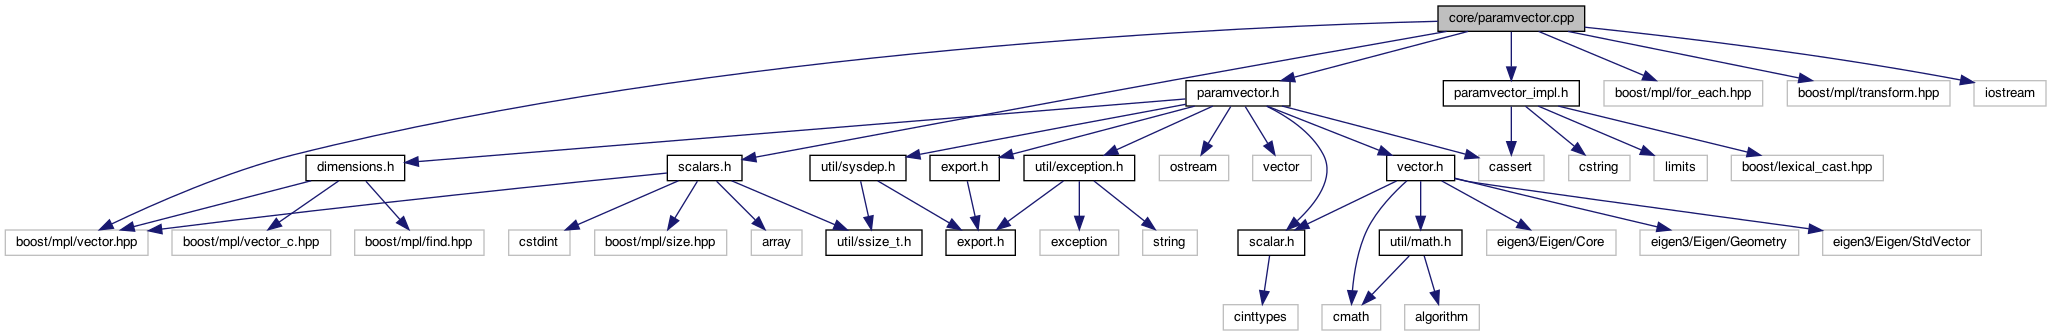 core/paramvector.cpp
paramvector.h
paramvector_impl.h
boost/mpl/for_each.hpp
boost/mpl/transform.hpp
iostream
dimensions.h
scalars.h
util/sysdep.h
export.h
util/exception.h
ostream
vector
vector.h
cassert
cstring
limits
boost/lexical_cast.hpp
boost/mpl/vector.hpp
boost/mpl/vector_c.hpp
boost/mpl/find.hpp
cstdint
boost/mpl/size.hpp
array
util/ssize_t.h
export.h
exception
string
scalar.h
util/math.h
eigen3/Eigen/Core
eigen3/Eigen/Geometry
eigen3/Eigen/StdVector
cinttypes
cmath
algorithm